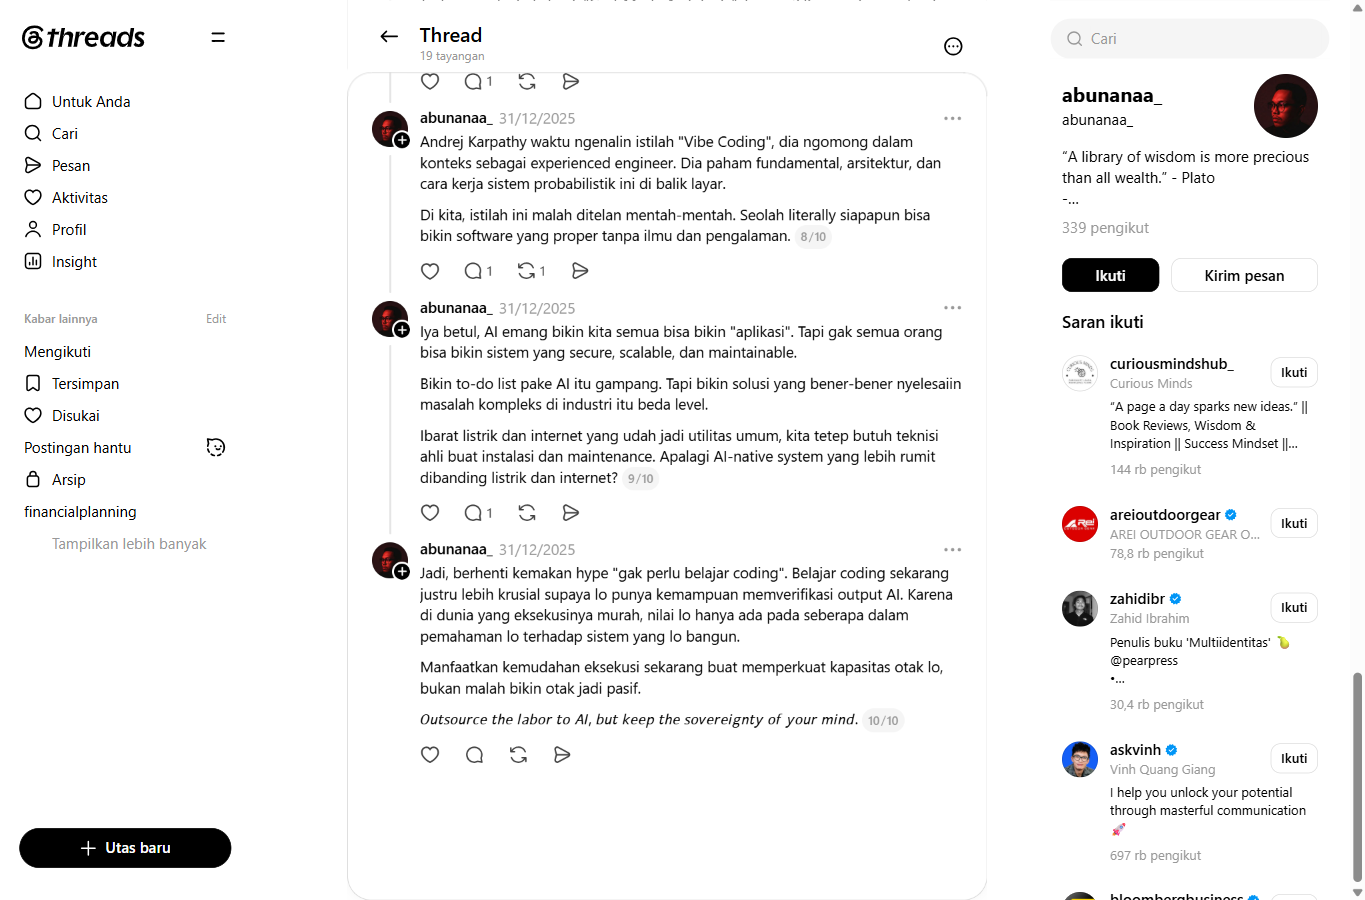 threads
Untuk Anda
Cari
Pesan
Aktivitas
Profil
Insight
Kabar lainnya
Edit
Mengikuti
Tersimpan
Disukai
Postingan hantu
Arsip
financialplanning
Tampilkan lebih banyak
Utas baru
Thread
19 tayangan
1
abunanaa_ 31/12/2025
Andrej Karpathy waktu ngenalin istilah "Vibe Coding", dia ngomong dalam
konteks sebagai experienced engineer. Dia paham fundamental, arsitektur, dan
cara kerja sistem probabilistik ini di balik layar.
Di kita, istilah ini malah ditelan mentah-mentah. Seolah literally siapapun bisa
bikin software yang proper tanpa ilmu dan pengalaman. 8/10
1 1
abunanaa_ 31/12/2025
Iya betul, AI emang bikin kita semua bisa bikin "aplikasi". Tapi gak semua orang
bisa bikin sistem yang secure, scalable, dan maintainable.
Bikin to-do list pake AI itu gampang. Tapi bikin solusi yang bener-bener nyelesaiin
masalah kompleks di industri itu beda level.
Ibarat listrik dan internet yang udah jadi utilitas umum, kita tetep butuh teknisi
ahli buat instalasi dan maintenance. Apalagi AI-native system yang lebih rumit
dibanding listrik dan internet? 9/10
1
abunanaa_ 31/12/2025
Jadi, berhenti kemakan hype "gak perlu belajar coding". Belajar coding sekarang
justru lebih krusial supaya lo punya kemampuan memverifikasi output AI. Karena
di dunia yang eksekusinya murah, nilai lo hanya ada pada seberapa dalam
pemahaman lo terhadap sistem yang lo bangun.
Manfaatkan kemudahan eksekusi sekarang buat memperkuat kapasitas otak lo,
bukan malah bikin otak jadi pasif.
Outsource the labor to AI, but keep the sovereignty of your mind. 10/10
Cari
abunanaa_
abunanaa_
“A library of wisdom is more precious
than all wealth.” - Plato
-...
339 pengikut
Ikuti
Kirim pesan
Saran ikuti
curiousmindshub_
Curious Minds
Ikuti
“A page a day sparks new ideas.” ||
Book Reviews, Wisdom &
Inspiration || Success Mindset ||...
144 rb pengikut
areioutdoorgear
AREI OUTDOOR GEAR O...
Ikuti
78,8 rb pengikut
zahidibr
Zahid Ibrahim
Ikuti
Penulis buku 'Multiidentitas' 🍐
@pearpress
•...
30,4 rb pengikut
askvinh
Vinh Quang Giang
Ikuti
I help you unlock your potential
through masterful communication
🚀
697 rb pengikut
bloombergbusiness